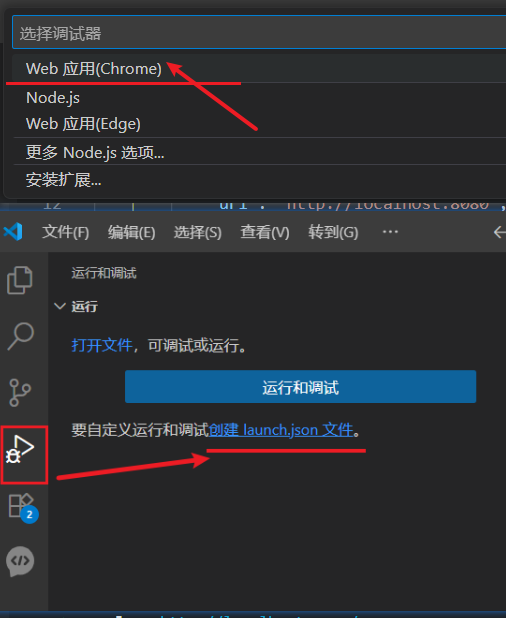 选择调试器
Web 应用(Chrome)
Node.js
Web 应用(Edge)
更多 Node.js 选项...
安装扩展...
12 "http://localhost:8080",
文件(F) 编辑(E) 选择(S) 查看(V) 转到(G) ···
运行和调试
运行
打开文件，可调试或运行。
运行和调试
要自定义运行和调试创建 launch.json 文件。
2